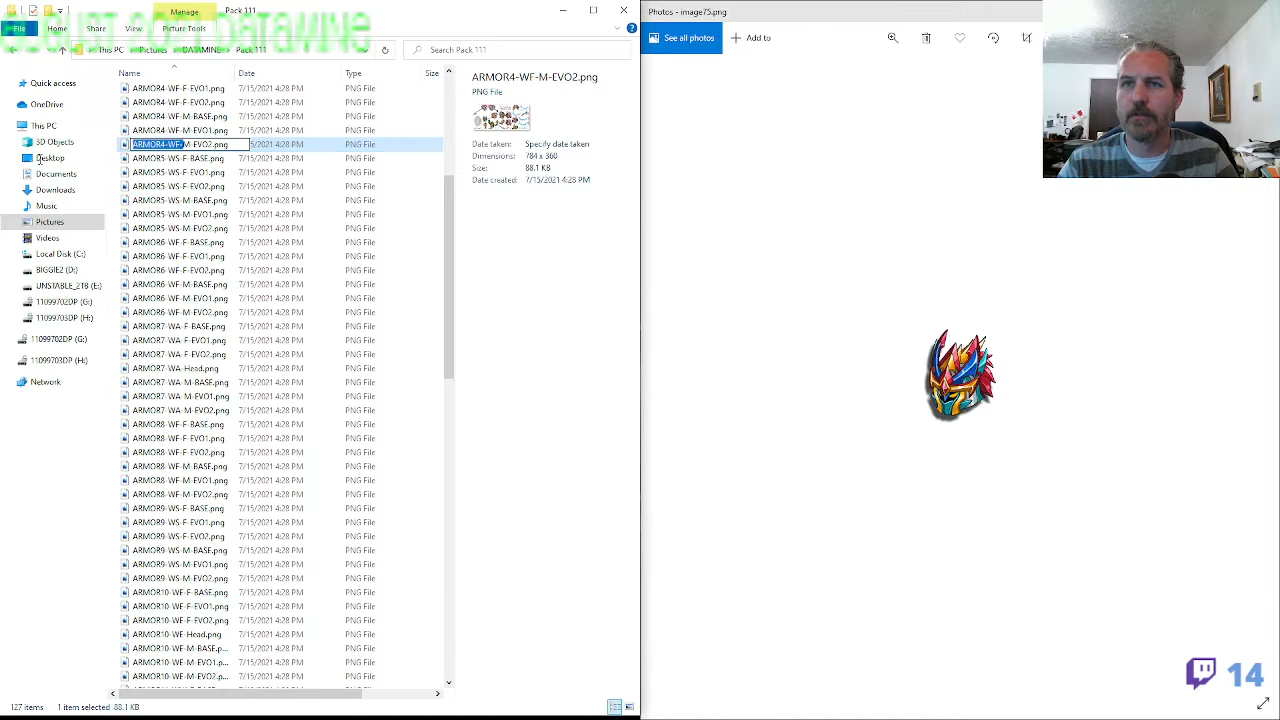 Manage
Pack 111
File
Home
Share
View
Picture Tools
This PC
Pictures
DATAMINE
Pack111
Search Pack 111
Name
Date
Type
Size
Quick access
OneDrive
This PC
3D Objects
Desktop
Documents
Downloads
Music
Pictures
Videos
Local Disk (C:)
BIGGIE2 (D:)
UNSTABLE_2TB (E:)
11099702DP (G:)
11099703DP (H:)
11099702DP (G:)
11099703DP (H:)
Network
ARMOR4-WF-F-EVO1.png 7/15/2021 4:28 PM PNG File
ARMOR4-WF-F-EVO2.png 7/15/2021 4:28 PM PNG File
ARMOR4-WF-M-BASE.png 7/15/2021 4:28 PM PNG File
ARMOR4-WF-M-EVO1.png 7/15/2021 4:28 PM PNG File
ARMOR4-WF-M-EVO2.png 5/2021 4:28 PM PNG File
ARMOR5-WS-F-BASE.png 7/15/2021 4:28 PM PNG File
ARMOR5-WS-F-EVO1.png 7/15/2021 4:28 PM PNG File
ARMOR5-WS-F-EVO2.png 7/15/2021 4:28 PM PNG File
ARMOR5-WS-M-BASE.png 7/15/2021 4:28 PM PNG File
ARMOR5-WS-M-EVO1.png 7/15/2021 4:28 PM PNG File
ARMOR5-WS-M-EVO2.png 7/15/2021 4:28 PM PNG File
ARMOR6-WF-F-BASE.png 7/15/2021 4:28 PM PNG File
ARMOR6-WF-F-EVO1.png 7/15/2021 4:28 PM PNG File
ARMOR6-WF-F-EVO2.png 7/15/2021 4:28 PM PNG File
ARMOR6-WF-M-BASE.png 7/15/2021 4:28 PM PNG File
ARMOR6-WF-M-EVO1.png 7/15/2021 4:28 PM PNG File
ARMOR6-WF-M-EVO2.png 7/15/2021 4:28 PM PNG File
ARMOR7-WA-F-BASE.png 7/15/2021 4:28 PM PNG File
ARMOR7-WA-F-EVO1.png 7/15/2021 4:28 PM PNG File
ARMOR7-WA-F-EVO2.png 7/15/2021 4:28 PM PNG File
ARMOR7-WA-Head.png 7/15/2021 4:28 PM PNG File
ARMOR7-WA-M-BASE.png 7/15/2021 4:28 PM PNG File
ARMOR7-WA-M-EVO1.png 7/15/2021 4:28 PM PNG File
ARMOR7-WA-M-EVO2.png 7/15/2021 4:28 PM PNG File
ARMOR8-WF-F-BASE.png 7/15/2021 4:28 PM PNG File
ARMOR8-WF-F-EVO1.png 7/15/2021 4:28 PM PNG File
ARMOR8-WF-F-EVO2.png 7/15/2021 4:28 PM PNG File
ARMOR8-WF-M-BASE.png 7/15/2021 4:28 PM PNG File
ARMOR8-WF-M-EVO1.png 7/15/2021 4:28 PM PNG File
ARMOR8-WF-M-EVO2.png 7/15/2021 4:28 PM PNG File
ARMOR9-WS-F-BASE.png 7/15/2021 4:28 PM PNG File
ARMOR9-WS-F-EVO1.png 7/15/2021 4:28 PM PNG File
ARMOR9-WS-F-EVO2.png 7/15/2021 4:28 PM PNG File
ARMOR9-WS-M-BASE.png 7/15/2021 4:28 PM PNG File
ARMOR9-WS-M-EVO1.png 7/15/2021 4:28 PM PNG File
ARMOR9-WS-M-EVO2.png 7/15/2021 4:28 PM PNG File
ARMOR10-WE-F-BASE.png 7/15/2021 4:28 PM PNG File
ARMOR10-WE-F-EVO1.png 7/15/2021 4:28 PM PNG File
ARMOR10-WE-F-EVO2.png 7/15/2021 4:28 PM PNG File
ARMOR10-WE-Head.png 7/15/2021 4:28 PM PNG File
ARMOR10-WE-M-BASE.p... 7/15/2021 4:28 PM PNG File
ARMOR10-WE-M-EVO1.p... 7/15/2021 4:28 PM PNG File
ARMOR10-WE-M-EVO2.p... 7/15/2021 4:28 PM PNG File
ARMOR4-WF-M-EVO2.png
PNG File
Date taken: Specify date taken
Dimensions: 784 x 360
Size: 88.1 KB
Date created: 7/15/2021 4:28 PM
127 items 1 item selected 88.1 KB
Photos - image75.png
See all photos
Add to
14